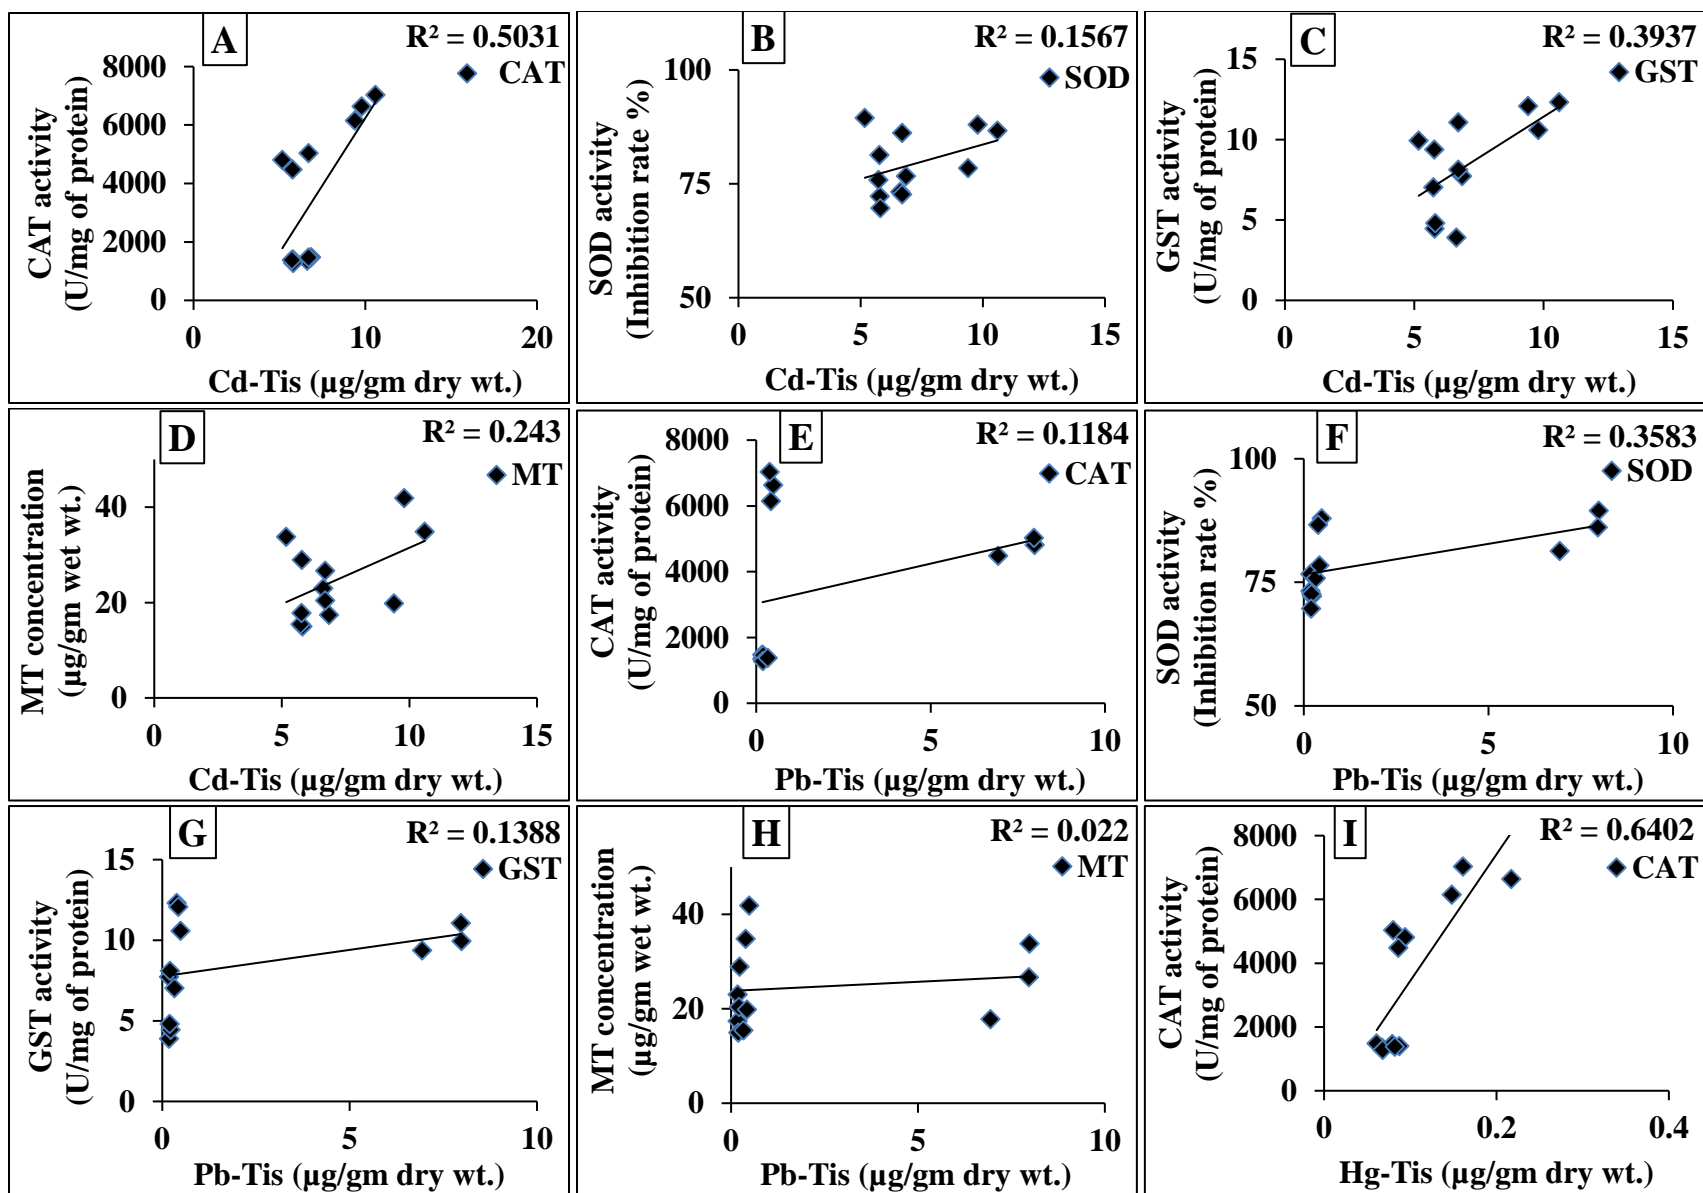 A
R² = 0.5031
CAT
CAT activity
(U/mg of protein)
8000
6000
4000
2000
0
0 10 20
Cd-Tis (µg/gm dry wt.)
B
R² = 0.1567
SOD
SOD activity
(Inhibition rate %)
100
75
50
0 5 10 15
Cd-Tis (µg/gm dry wt.)
C
R² = 0.3937
GST
GST activity
(U/mg of protein)
15
10
5
0
0 5 10 15
Cd-Tis (µg/gm dry wt.)
D
R² = 0.243
MT
MT concentration
(µg/gm wet wt.)
40
20
0
0 5 10 15
Cd-Tis (µg/gm dry wt.)
E
R² = 0.1184
CAT
CAT activity
(U/mg of protein)
8000
6000
4000
2000
0
0 5 10
Pb-Tis (µg/gm dry wt.)
F
R² = 0.3583
SOD
SOD activity
(Inhibition rate %)
100
75
50
0 5 10
Pb-Tis (µg/gm dry wt.)
G
R² = 0.1388
GST
GST activity
(U/mg of protein)
15
10
5
0
0 5 10
Pb-Tis (µg/gm dry wt.)
H
R² = 0.022
MT
MT concentration
(µg/gm wet wt.)
40
20
0
0 5 10
Pb-Tis (µg/gm dry wt.)
I
R² = 0.6402
CAT
CAT activity
(U/mg of protein)
8000
6000
4000
2000
0
0 0.2 0.4
Hg-Tis (µg/gm dry wt.)